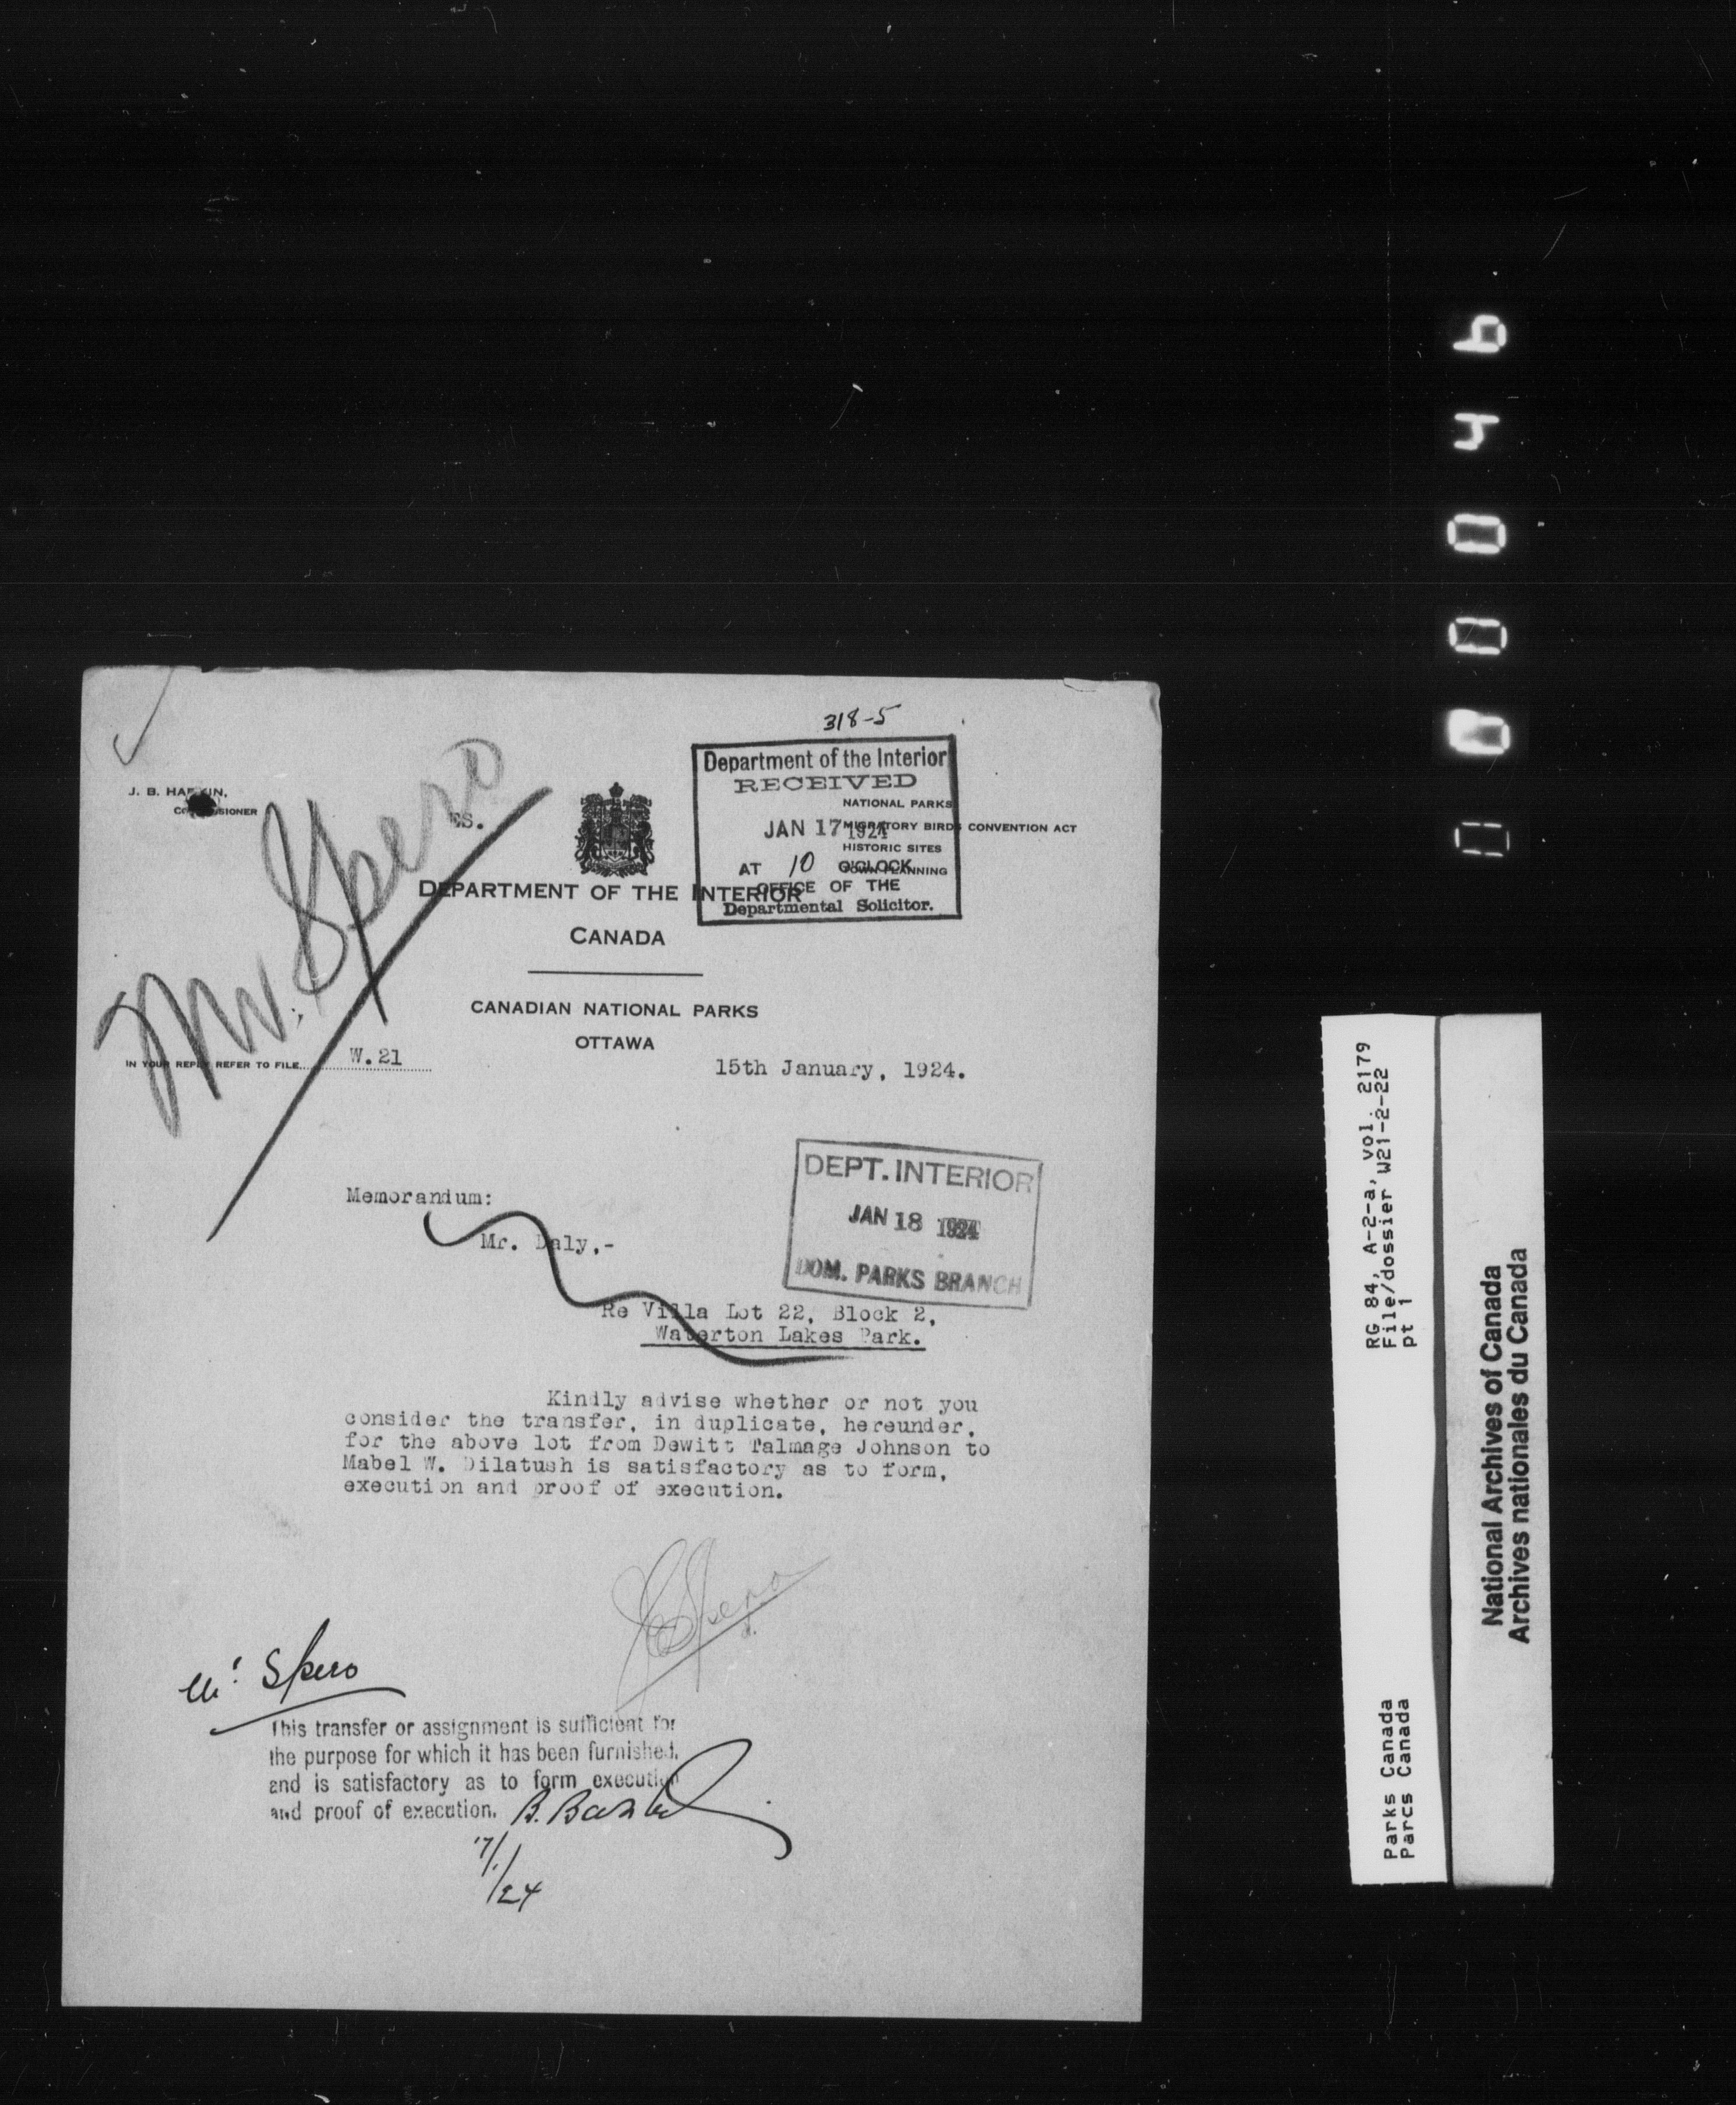 318-5
J. B. HARKIN,
COMMISSIONER
ES.
Mr. Spero
Department of the Interior
RECEIVED
JAN 17 1924
AT 10 O'CLOCK
OFFICE OF THE
Departmental Solicitor.
NATIONAL PARKS
MIGRATORY BIRDS CONVENTION ACT
HISTORIC SITES
TOWN PLANNING
DEPARTMENT OF THE INTERIOR
CANADA
CANADIAN NATIONAL PARKS
OTTAWA
IN YOUR REPLY REFER TO FILE W.21
15th January, 1924.
DEPT. INTERIOR
JAN 18 1924
DOM. PARKS BRANCH
Memorandum:
Mr. Daly,-
Re Villa Lot 22, Block 2,
Waterton Lakes Park.
Kindly advise whether or not you
consider the transfer, in duplicate, hereunder,
for the above lot from Dewitt Talmage Johnson to
Mabel W. Dilatush is satisfactory as to form,
execution and proof of execution.
Spero
Mr. Spero
This transfer or assignment is sufficient for
the purpose for which it has been furnished,
and is satisfactory as to form execution
and proof of execution.
17/1/24
RG 84, A-2-a, vol. 2179
File/dossier W21-2-22
pt 1
Parks Canada
Parcs Canada
National Archives of Canada
Archives nationales du Canada